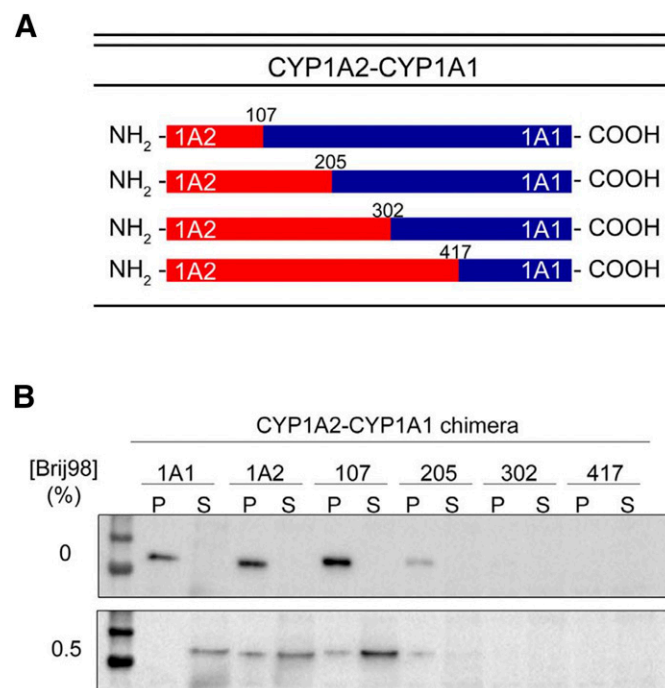 A
CYP1A2-CYP1A1
107
NH2 - 1A2 1A1 - COOH
205
NH2 - 1A2 1A1 - COOH
302
NH2 - 1A2 1A1 - COOH
417
NH2 - 1A2 1A1 - COOH
B
CYP1A2-CYP1A1 chimera
[Brij98] (%)
1A1 1A2 107 205 302 417
P S P S P S P S P S P S
0
0.5